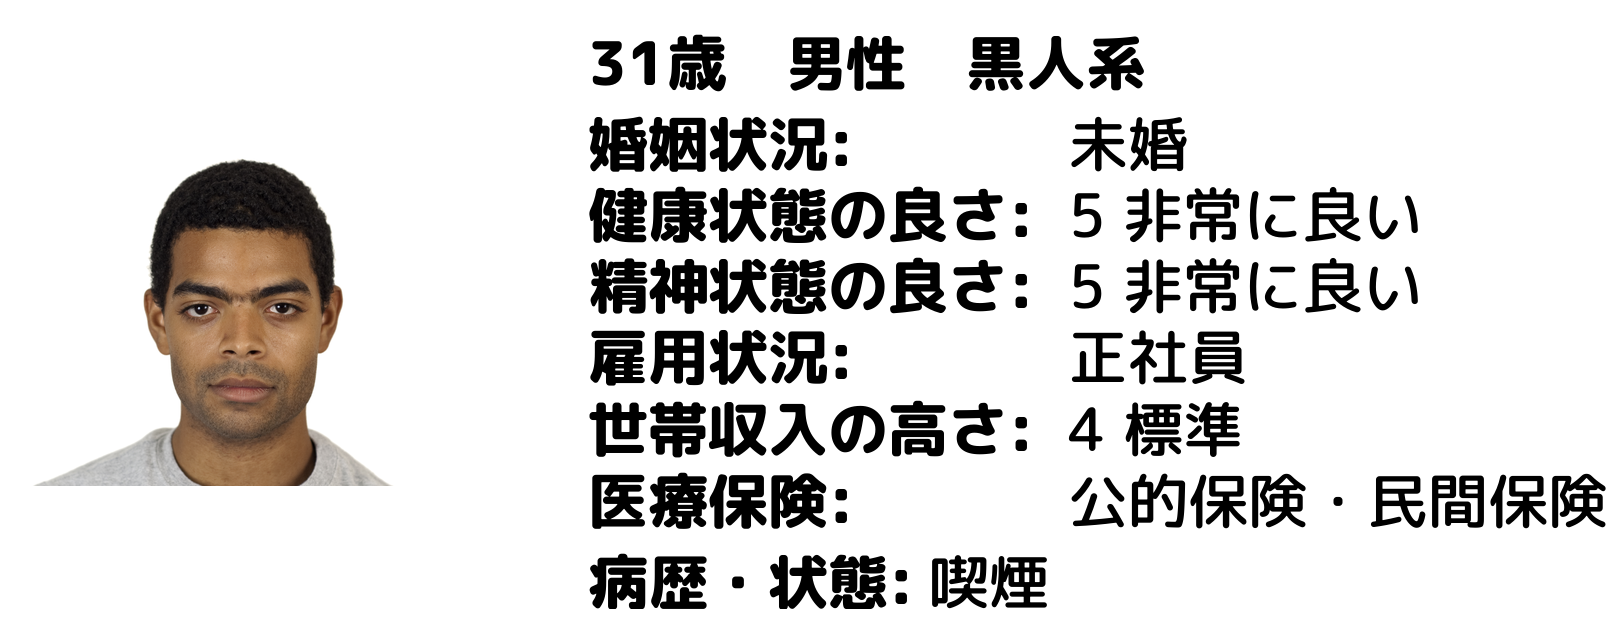 31歳　男性　黒人系
婚姻状況: 未婚
健康状態の良さ: 5 非常に良い
精神状態の良さ: 5 非常に良い
雇用状況: 正社員
世帯収入の高さ: 4 標準
医療保険: 公的保険・民間保険
病歴・状態: 喫煙